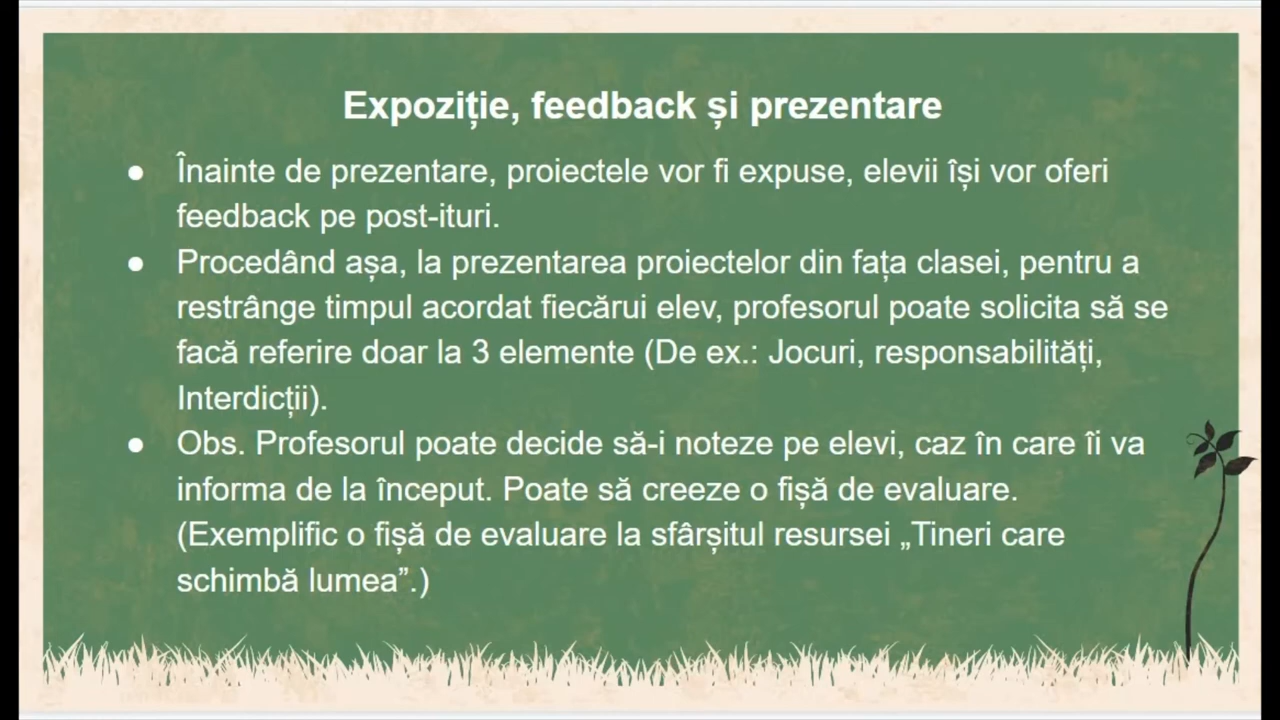 Expoziție, feedback și prezentare
● Înainte de prezentare, proiectele vor fi expuse, elevii își vor oferi
feedback pe post-ituri.
● Procedând așa, la prezentarea proiectelor din fața clasei, pentru a
restrânge timpul acordat fiecărui elev, profesorul poate solicita să se
facă referire doar la 3 elemente (De ex.: Jocuri, responsabilități,
Interdicții).
● Obs. Profesorul poate decide să-i noteze pe elevi, caz în care îi va
informa de la început. Poate să creeze o fișă de evaluare.
(Exemplific o fișă de evaluare la sfârșitul resursei „Tineri care
schimbă lumea”.)